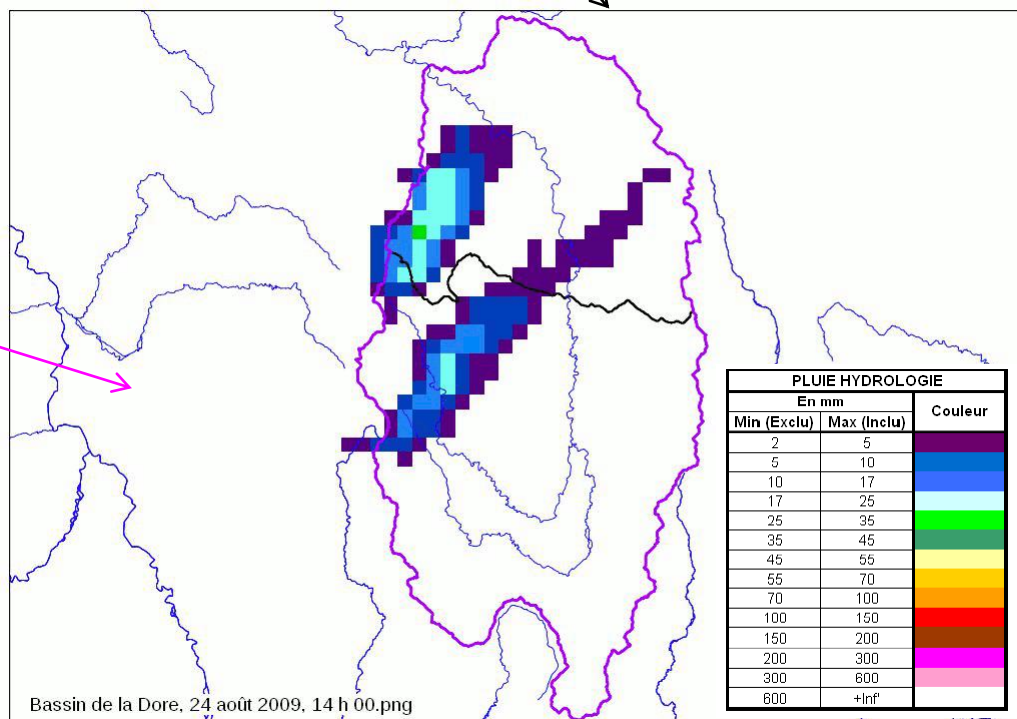 PLUIE HYDROLOGIE
En mm
Couleur
Min (Exclu) Max (Inclu)
2 5
5 10
10 17
17 25
25 35
35 45
45 55
55 70
70 100
100 150
150 200
200 300
300 600
600 +Inf'
Bassin de la Dore, 24 août 2009, 14 h 00.png